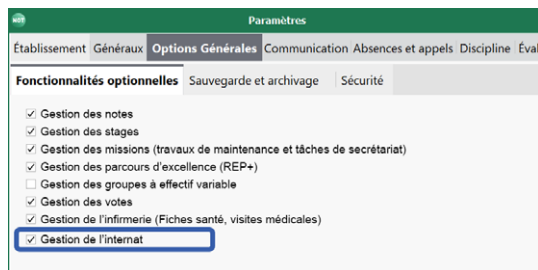 Paramètres
Établissement Généraux Options Générales Communication Absences et appels Discipline Éval
Fonctionnalités optionnelles Sauvegarde et archivage Sécurité
Gestion des notes
Gestion des stages
Gestion des missions (travaux de maintenance et tâches de secrétariat)
Gestion des parcours d'excellence (REP+)
Gestion des groupes à effectif variable
Gestion des votes
Gestion de l'infirmerie (Fiches santé, visites médicales)
Gestion de l'internat